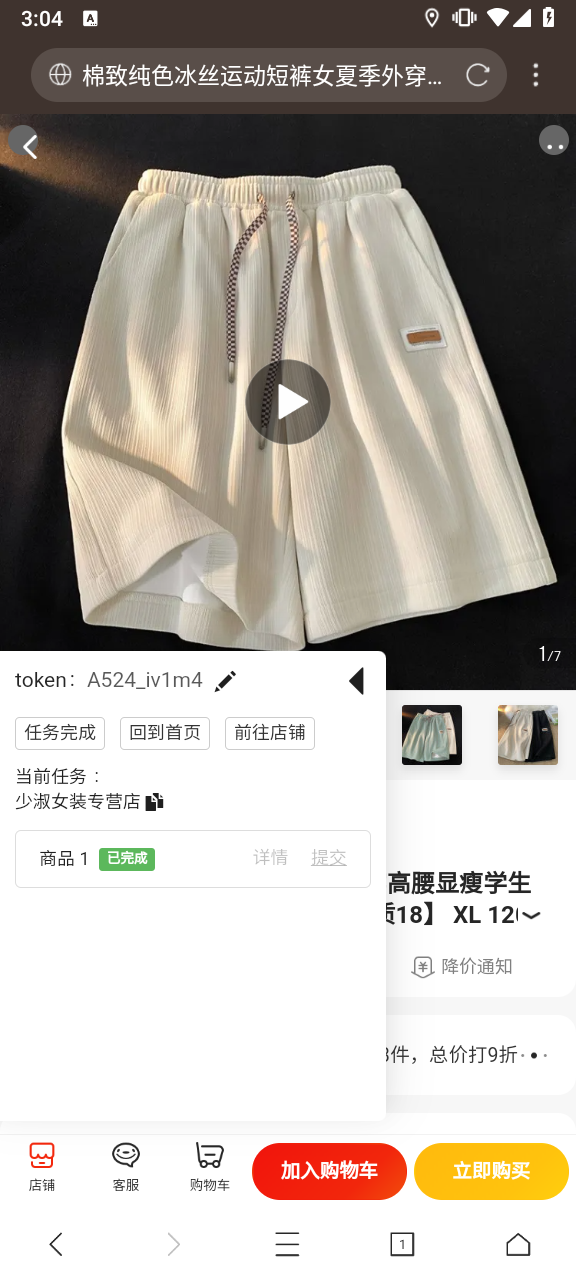 3:04
A
棉致纯色冰丝运动短裤女夏季外穿...
1/7
token： A524_iv1m4
任务完成 回到首页 前往店铺
当前任务：
少淑女装专营店
商品 1 已完成 详情 提交
高腰显瘦学生
18】 XL 12
降价通知
件，总价打9折
店铺 客服 购物车 加入购物车 立即购买
1